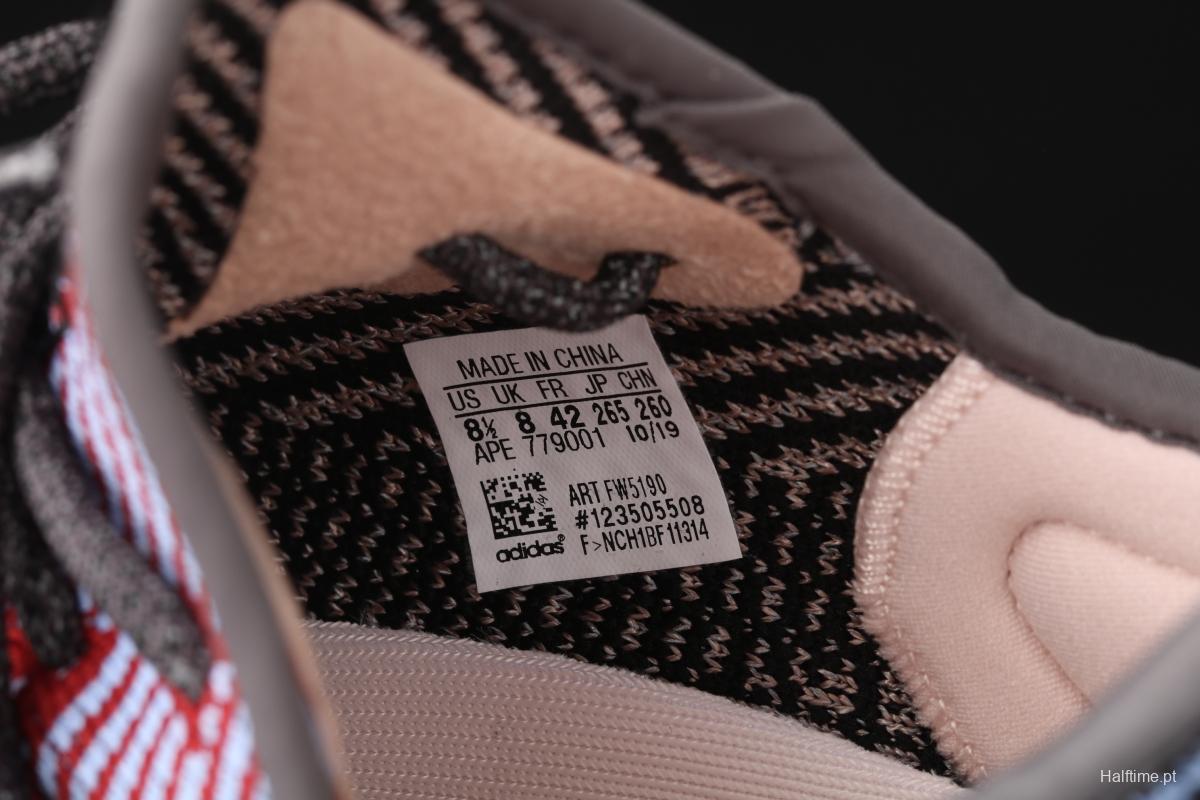 MADE IN CHINA
US UK FR JP CHN
8½ 8 42 265 260
APE 779001 10/19
ART FW5190
#123505508
F>NCH1BF11314
adidas®
Halftime.pt